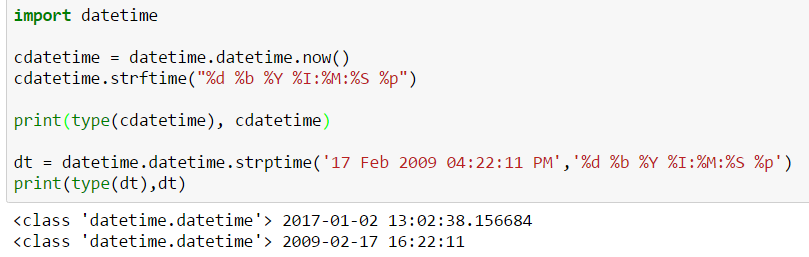 import datetime
cdatetime = datetime.datetime.now()
cdatetime.strftime("%d %b %Y %I:%M:%S %p")
print(type(cdatetime), cdatetime)
dt = datetime.datetime.strptime('17 Feb 2009 04:22:11 PM','%d %b %Y %I:%M:%S %p')
print(type(dt),dt)
<class 'datetime.datetime'> 2017-01-02 13:02:38.156684
<class 'datetime.datetime'> 2009-02-17 16:22:11